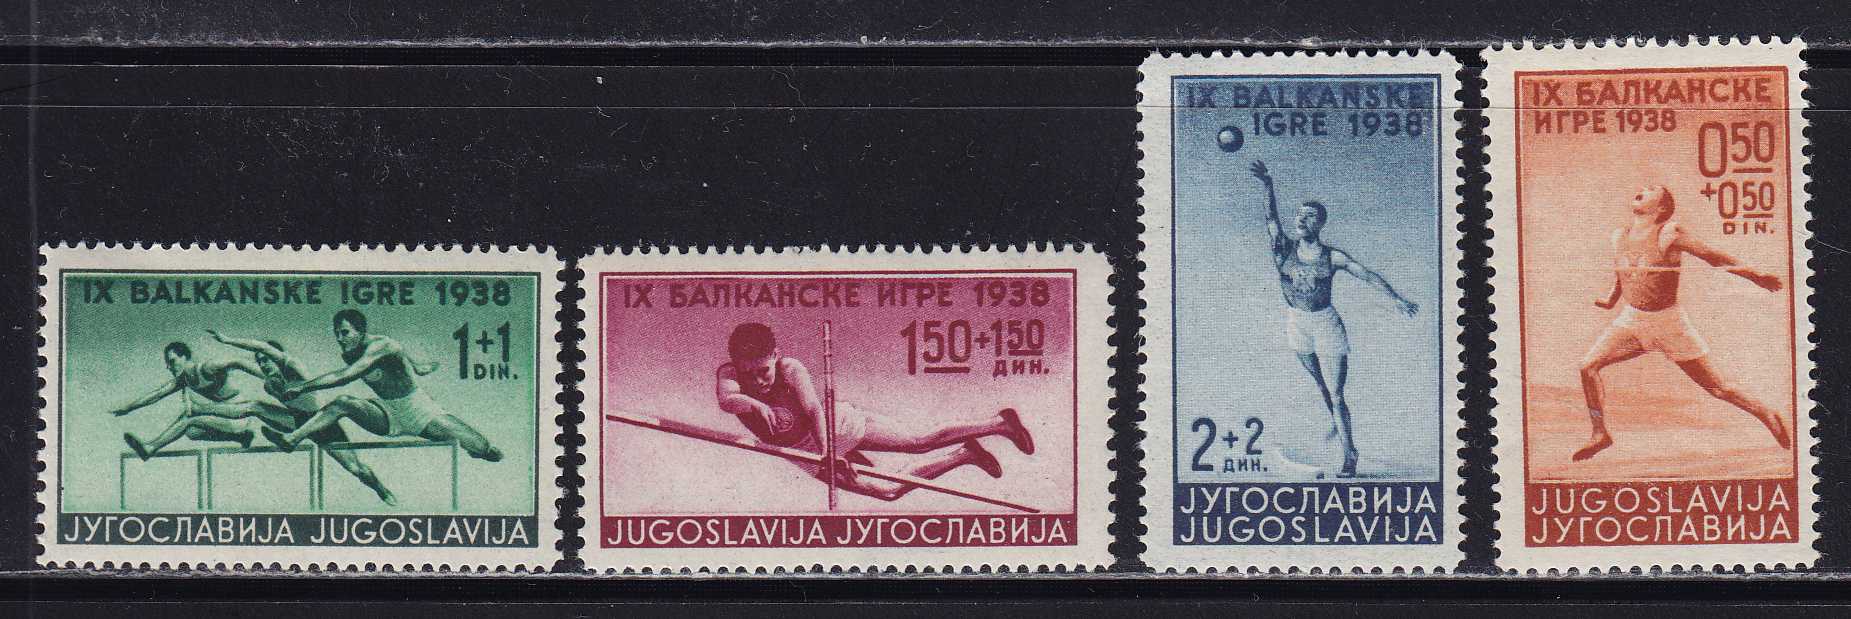 IX BALKANSKE IGRE 1938
1+1
DIN.
ЈУГОСЛАВИЈА JUGOSLAVIJA
IX БАЛКАНСКЕ ИГРЕ 1938
1.50+1.50
ДИН.
JUGOSLAVIJA ЈУГОСЛАВИЈА
IX BALKANSKE
IGRE 1938
2+2
ДИН.
ЈУГОСЛАВИЈА
JUGOSLAVIJA
IX БАЛКАНСКЕ
ИГРЕ 1938
0.50
+0.50
DIN.
JUGOSLAVIJA
ЈУГОСЛАВИЈА